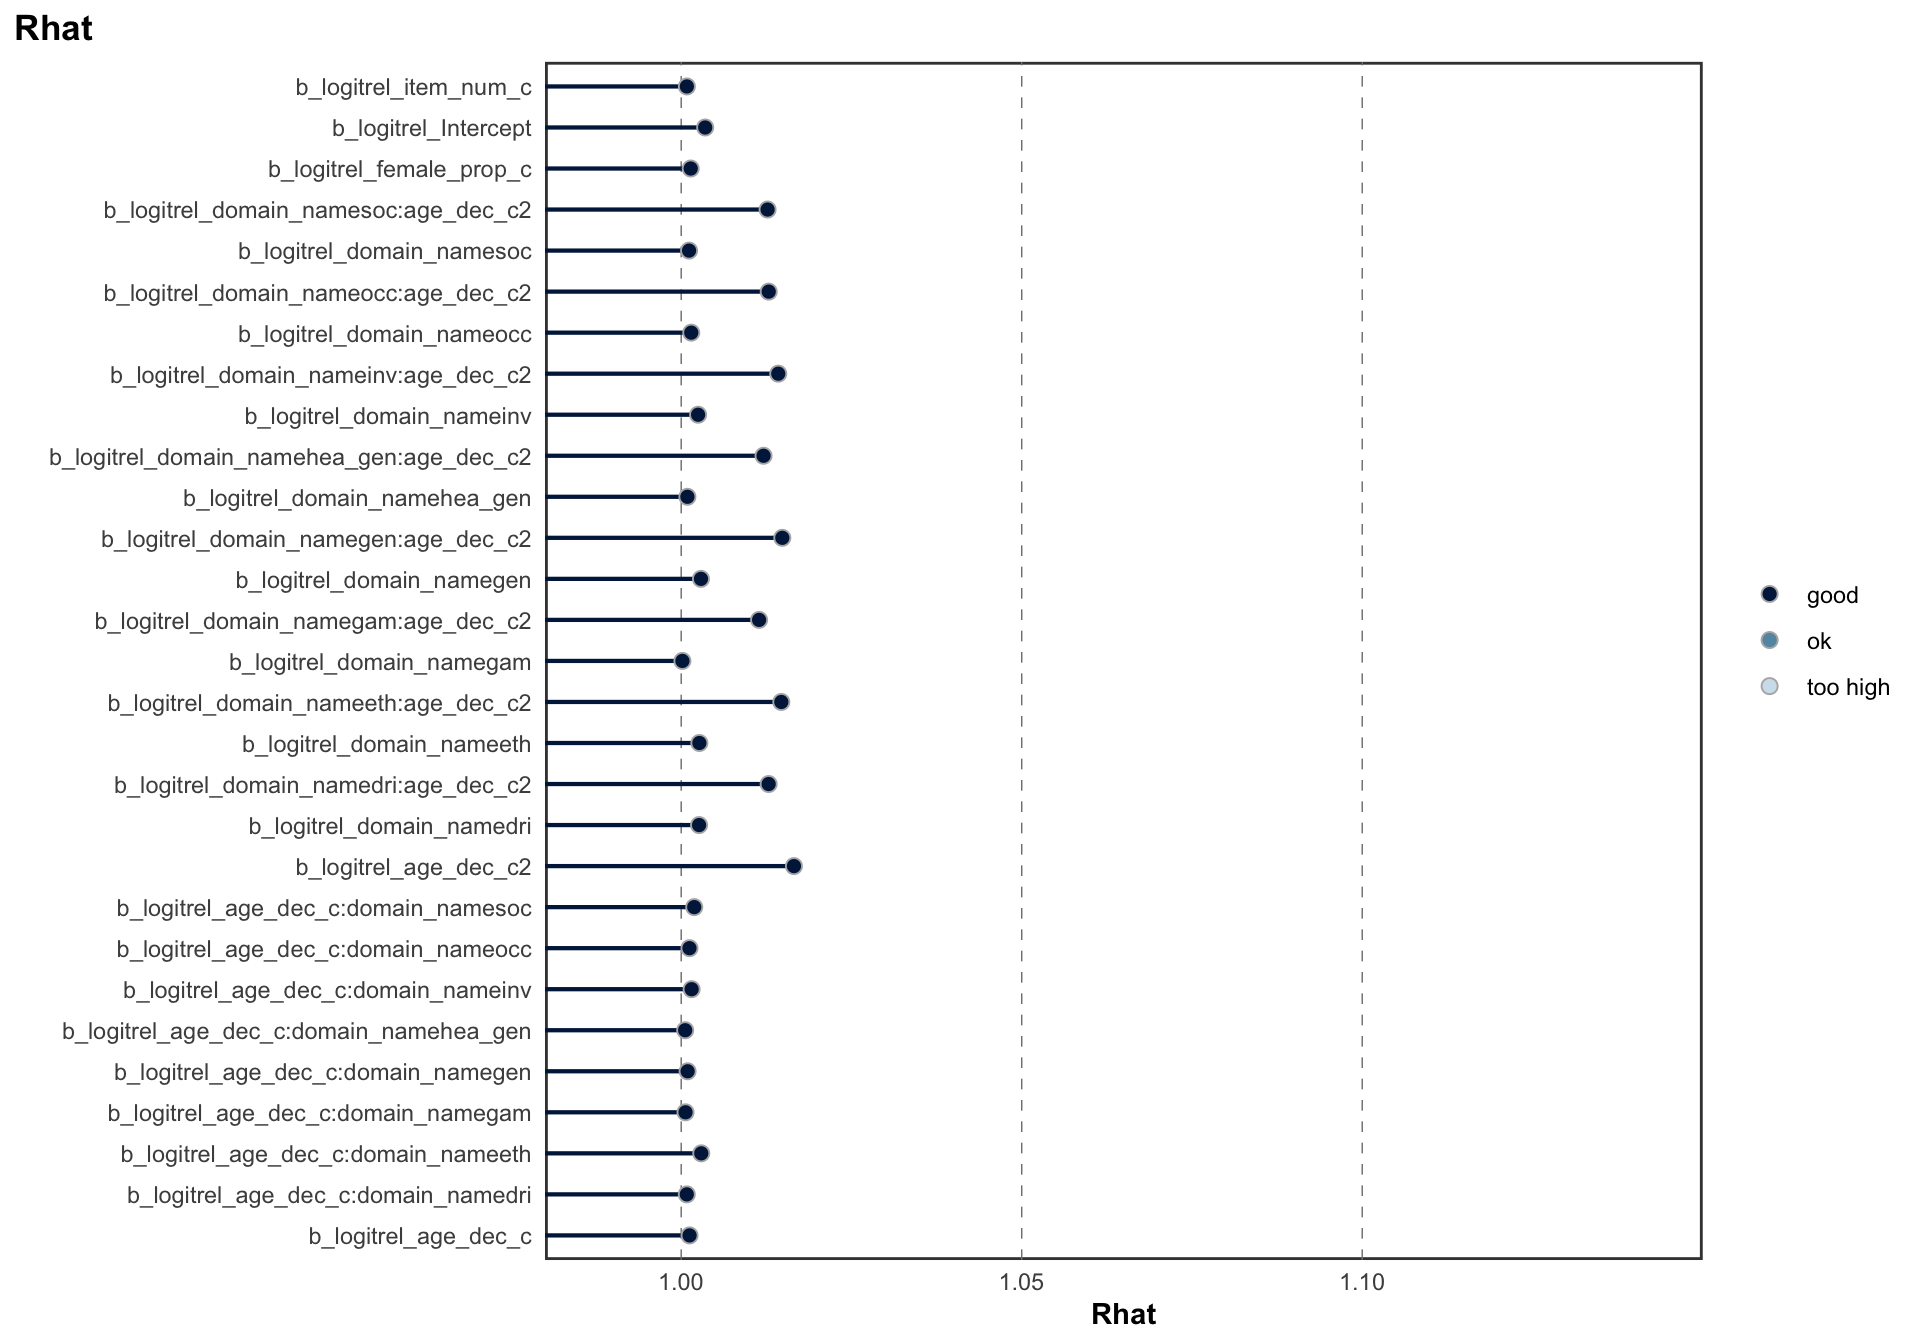 Rhat
b_logitrel_item_num_c
b_logitrel_Intercept
b_logitrel_female_prop_c
b_logitrel_domain_namesoc:age_dec_c2
b_logitrel_domain_namesoc
b_logitrel_domain_nameocc:age_dec_c2
b_logitrel_domain_nameocc
b_logitrel_domain_nameinv:age_dec_c2
b_logitrel_domain_nameinv
b_logitrel_domain_namehea_gen:age_dec_c2
b_logitrel_domain_namehea_gen
b_logitrel_domain_namegen:age_dec_c2
b_logitrel_domain_namegen
b_logitrel_domain_namegam:age_dec_c2
b_logitrel_domain_namegam
b_logitrel_domain_nameeth:age_dec_c2
b_logitrel_domain_nameeth
b_logitrel_domain_namedri:age_dec_c2
b_logitrel_domain_namedri
b_logitrel_age_dec_c2
b_logitrel_age_dec_c:domain_namesoc
b_logitrel_age_dec_c:domain_nameocc
b_logitrel_age_dec_c:domain_nameinv
b_logitrel_age_dec_c:domain_namehea_gen
b_logitrel_age_dec_c:domain_namegen
b_logitrel_age_dec_c:domain_namegam
b_logitrel_age_dec_c:domain_nameeth
b_logitrel_age_dec_c:domain_namedri
b_logitrel_age_dec_c
1.00 1.05 1.10
Rhat
good
ok
too high